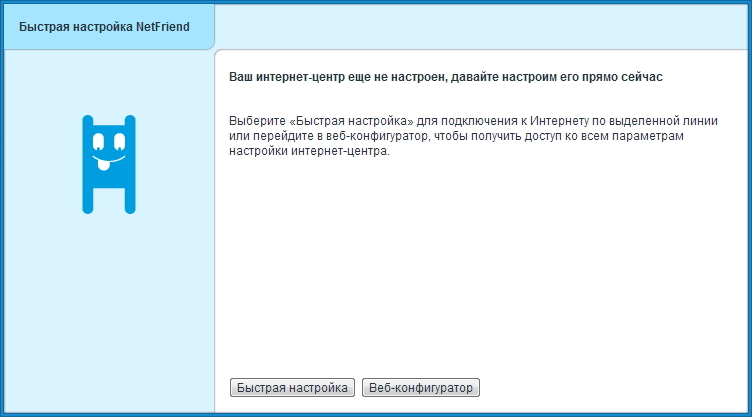 Быстрая настройка NetFriend
Ваш интернет-центр еще не настроен, давайте настроим его прямо сейчас
Выберите «Быстрая настройка» для подключения к Интернету по выделенной линии
или перейдите в веб-конфигуратор, чтобы получить доступ ко всем параметрам
настройки интернет-центра.
Быстрая настройка Веб-конфигуратор